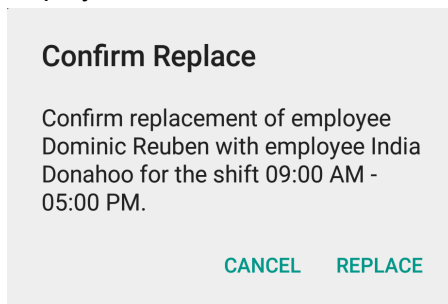 Confirm Replace
Confirm replacement of employee
Dominic Reuben with employee India
Donahoo for the shift 09:00 AM -
05:00 PM.
CANCEL REPLACE